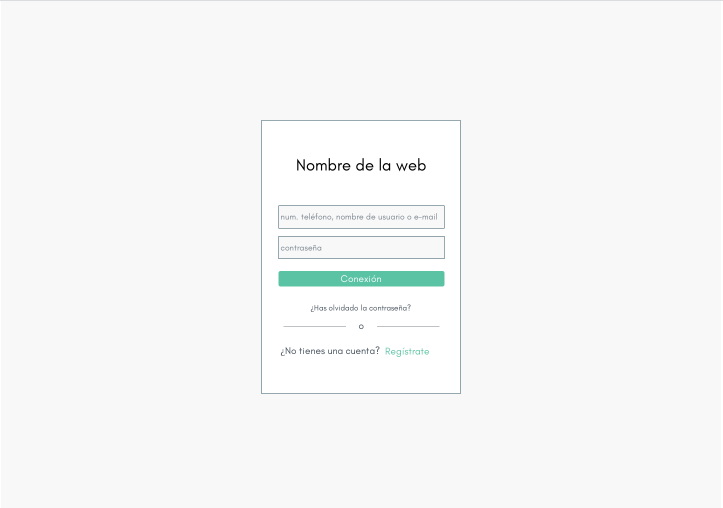 Nombre de la web
num. teléfono, nombre de usuario o e-mail
contraseña
Conexión
¿Has olvidado la contraseña?
o
¿No tienes una cuenta? Regístrate